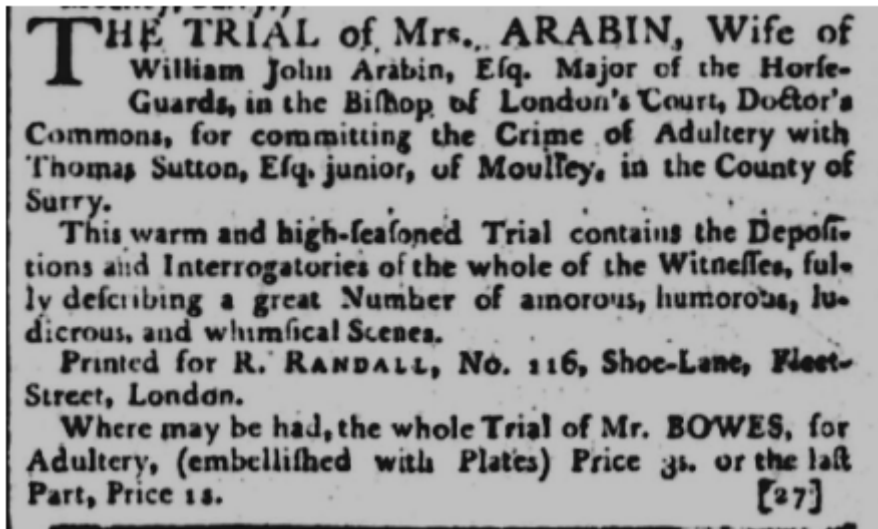 THE TRIAL of Mrs. ARABIN, Wife of
William John Arabin, Eſq. Major of the Horſe-
Guards, in the Biſhop of London's Court, Doctor's
Commons, for committing the Crime of Adultery with
Thomas Sutton, Eſq. junior, of Moulſey, in the County of
Surry.
This warm and high-ſeaſoned Trial contains the Depoſi-
tions and Interrogatories of the whole of the Witneſſes, ful-
ly deſcribing a great Number of amorous, humorous, lu-
dicrous, and whimſical Scenes.
Printed for R. RANDALL, No. 116, Shoe-Lane, Fleet-
Street, London.
Where may be had, the whole Trial of Mr. BOWES, for
Adultery, (embelliſhed with Plates) Price 3s. or the laſt
Part, Price 1s. [27]